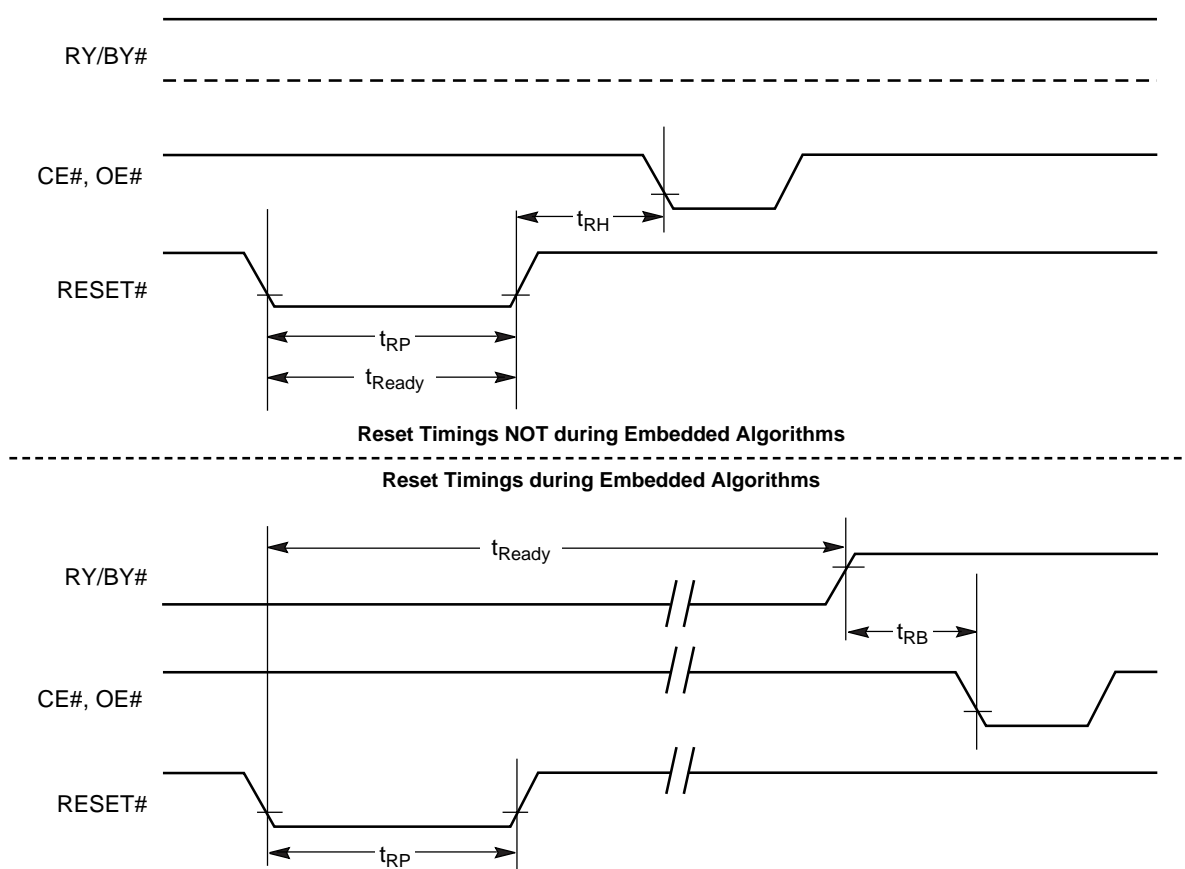 RY/BY#
CE#, OE#
tRH
RESET#
tRP
tReady
Reset Timings NOT during Embedded Algorithms
Reset Timings during Embedded Algorithms
tReady
RY/BY#
tRB
CE#, OE#
RESET#
tRP